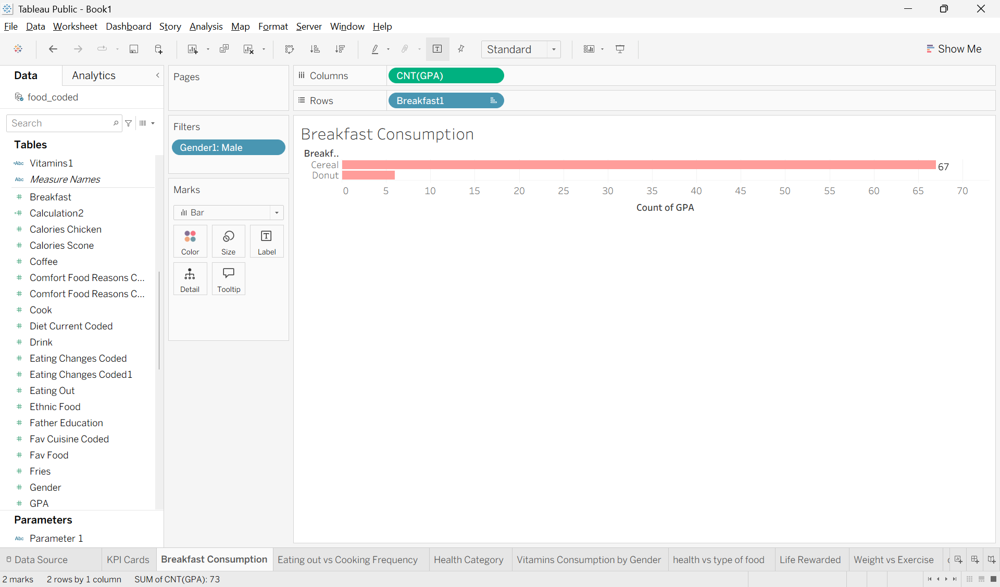 Tableau Public - Book1
File Data Worksheet Dashboard Story Analysis Map Format Server Window Help
Standard
Show Me
Data
Analytics
food_coded
Search
Tables
=Abc Vitamins1
Abc Measure Names
# Breakfast
=# Calculation2
# Calories Chicken
# Calories Scone
# Coffee
# Comfort Food Reasons C...
# Comfort Food Reasons C...
# Cook
# Diet Current Coded
# Drink
# Eating Changes Coded
# Eating Changes Coded1
# Eating Out
# Ethnic Food
# Father Education
# Fav Cuisine Coded
# Fav Food
# Fries
# Gender
# GPA
Parameters
Abc Parameter 1
Pages
Filters
Gender1: Male
Marks
Bar
Color Size Label
Detail Tooltip
Columns CNT(GPA)
Rows Breakfast1
Breakfast Consumption
Breakf..
Cereal 67
Donut
0 5 10 15 20 25 30 35 40 45 50 55 60 65 70
Count of GPA
Data Source KPI Cards Breakfast Consumption Eating out vs Cooking Frequency Health Category Vitamins Consumption by Gender health vs type of food Life Rewarded Weight vs Exercise
2 marks 2 rows by 1 column SUM of CNT(GPA): 73